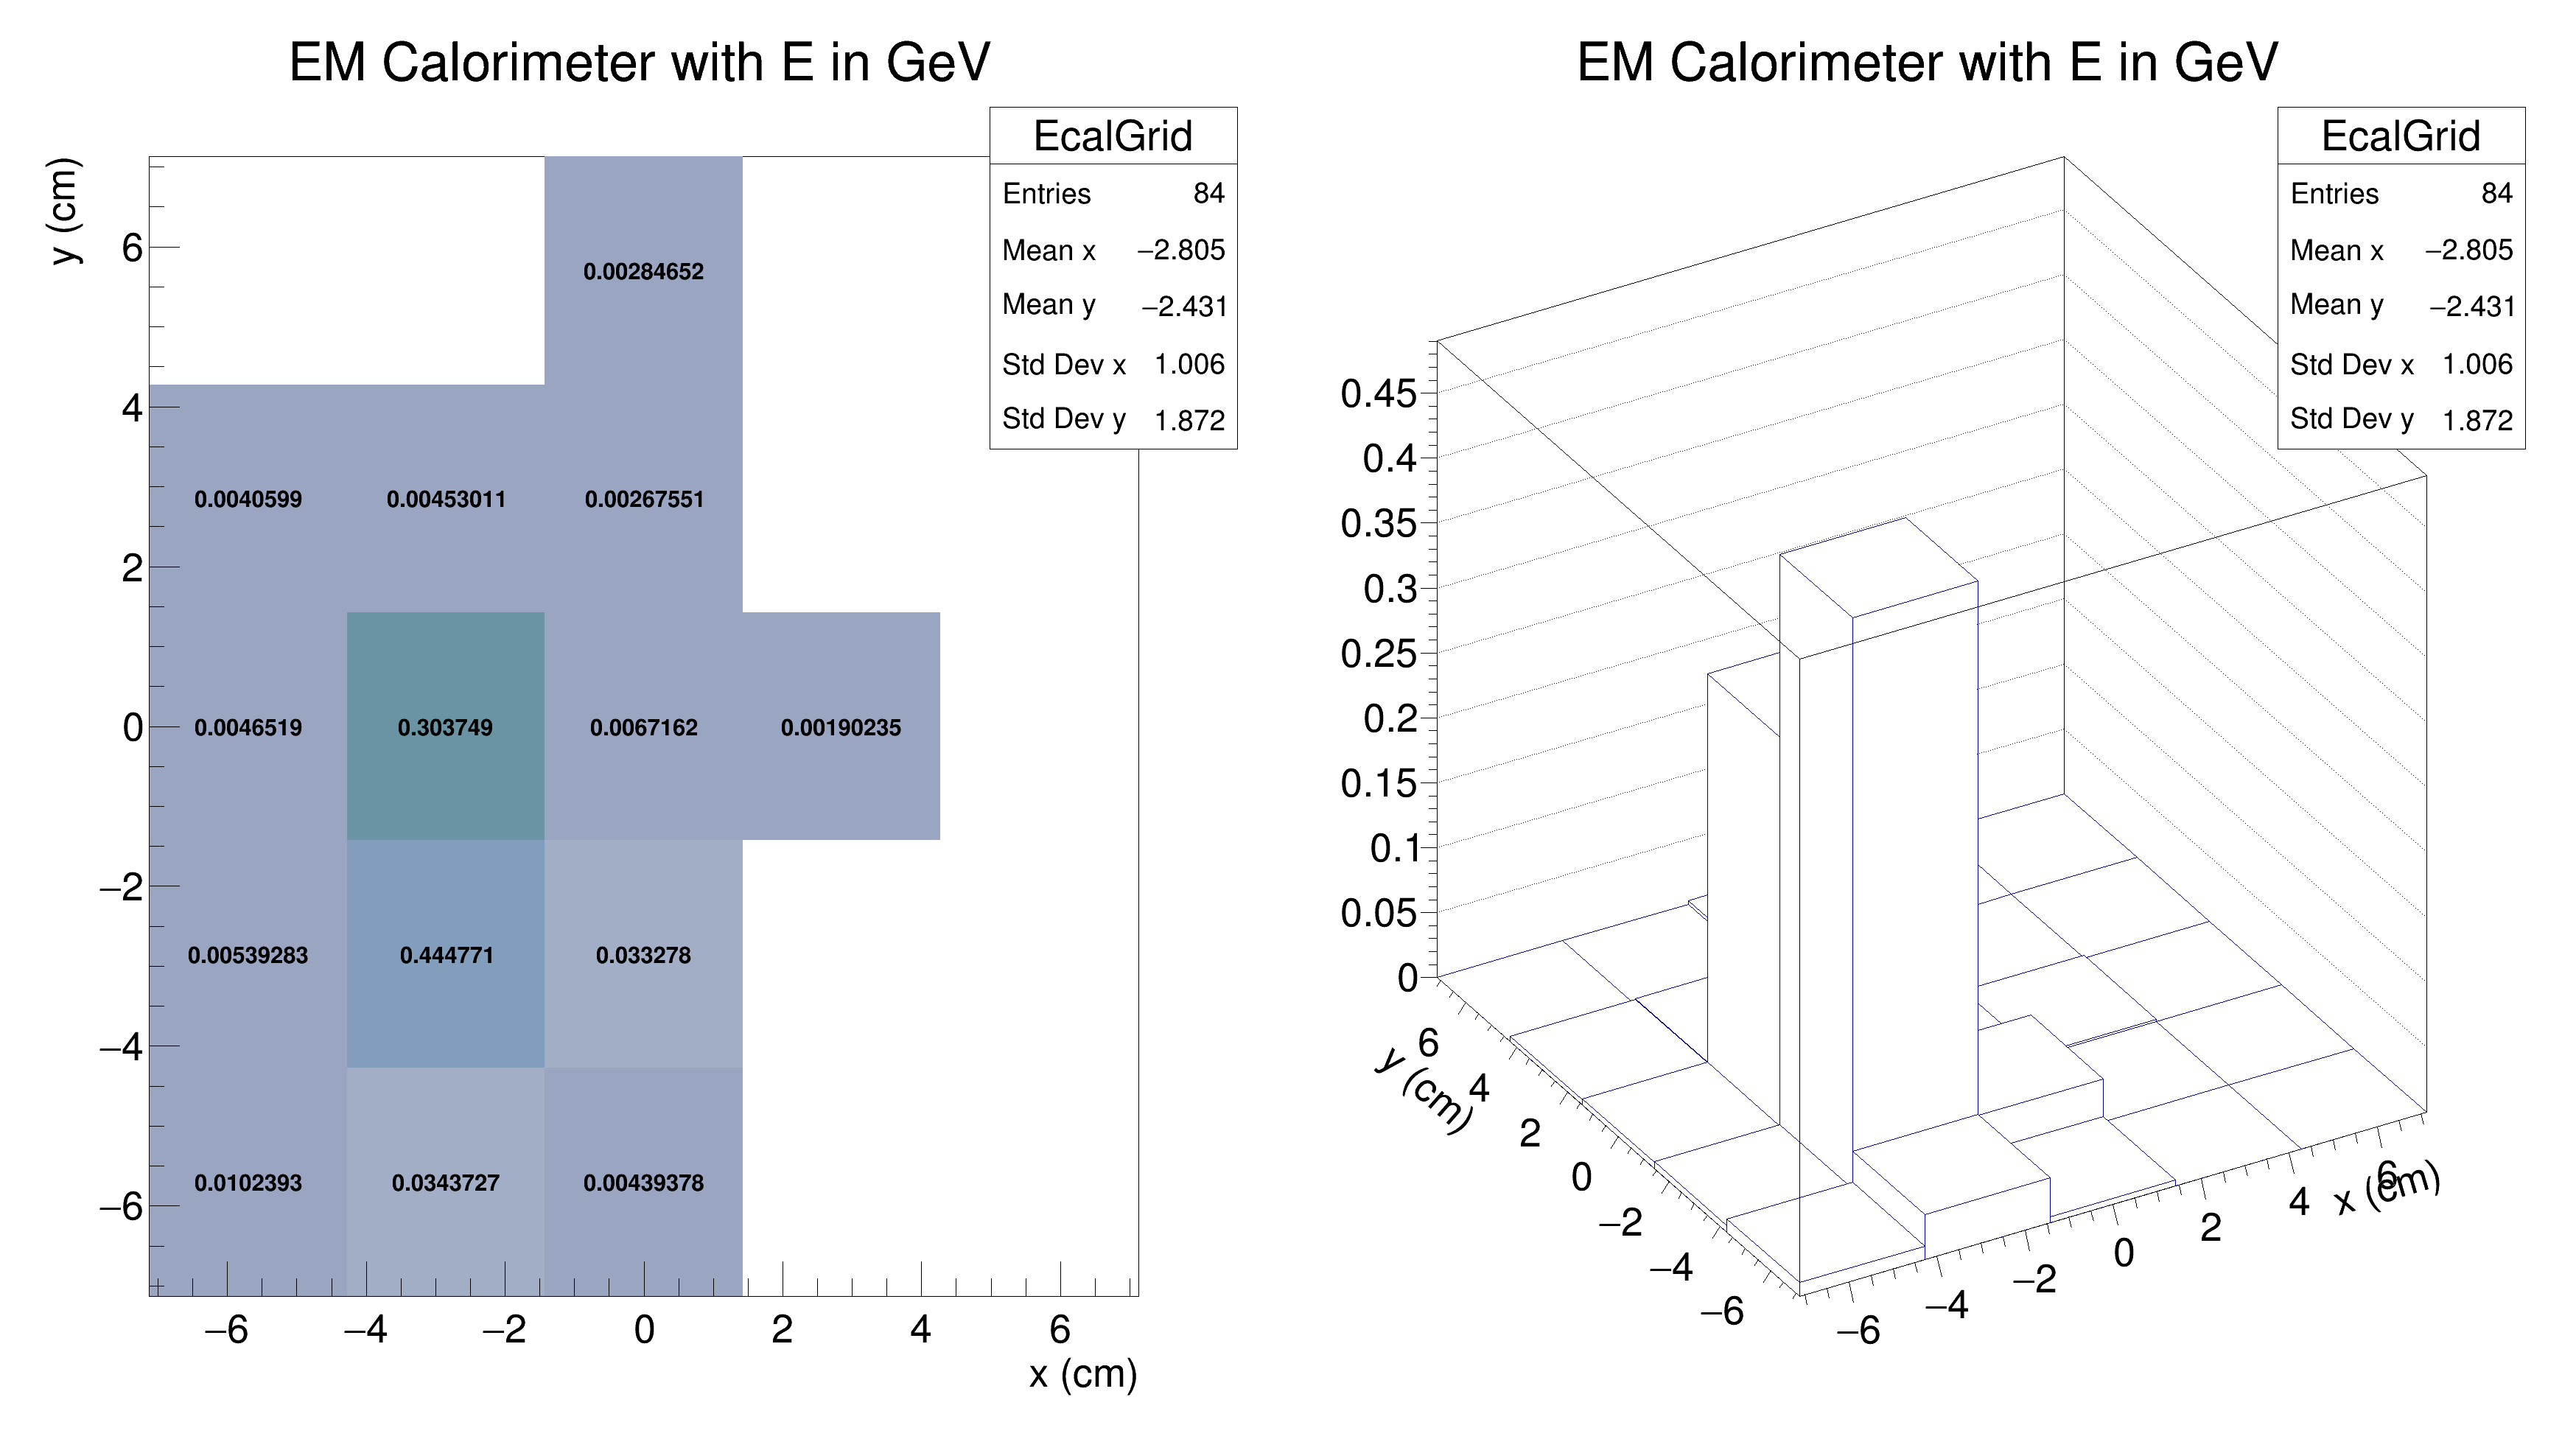 EM Calorimeter with E in GeV
EcalGrid
Entries 84
Mean x −2.805
Mean y −2.431
Std Dev x 1.006
Std Dev y 1.872
y (cm)
6
4
2
0
−2
−4
−6
0.00284652
0.0040599 0.00453011 0.00267551
0.0046519 0.303749 0.0067162 0.00190235
0.00539283 0.444771 0.033278
0.0102393 0.0343727 0.00439378
−6 −4 −2 0 2 4 6
x (cm)
EM Calorimeter with E in GeV
EcalGrid
Entries 84
Mean x −2.805
Mean y −2.431
Std Dev x 1.006
Std Dev y 1.872
0.45
0.4
0.35
0.3
0.25
0.2
0.15
0.1
0.05
0
y (cm)
6
4
2
0
−2
−4
−6
−6 −4 −2 0 2 4 6
x (cm)